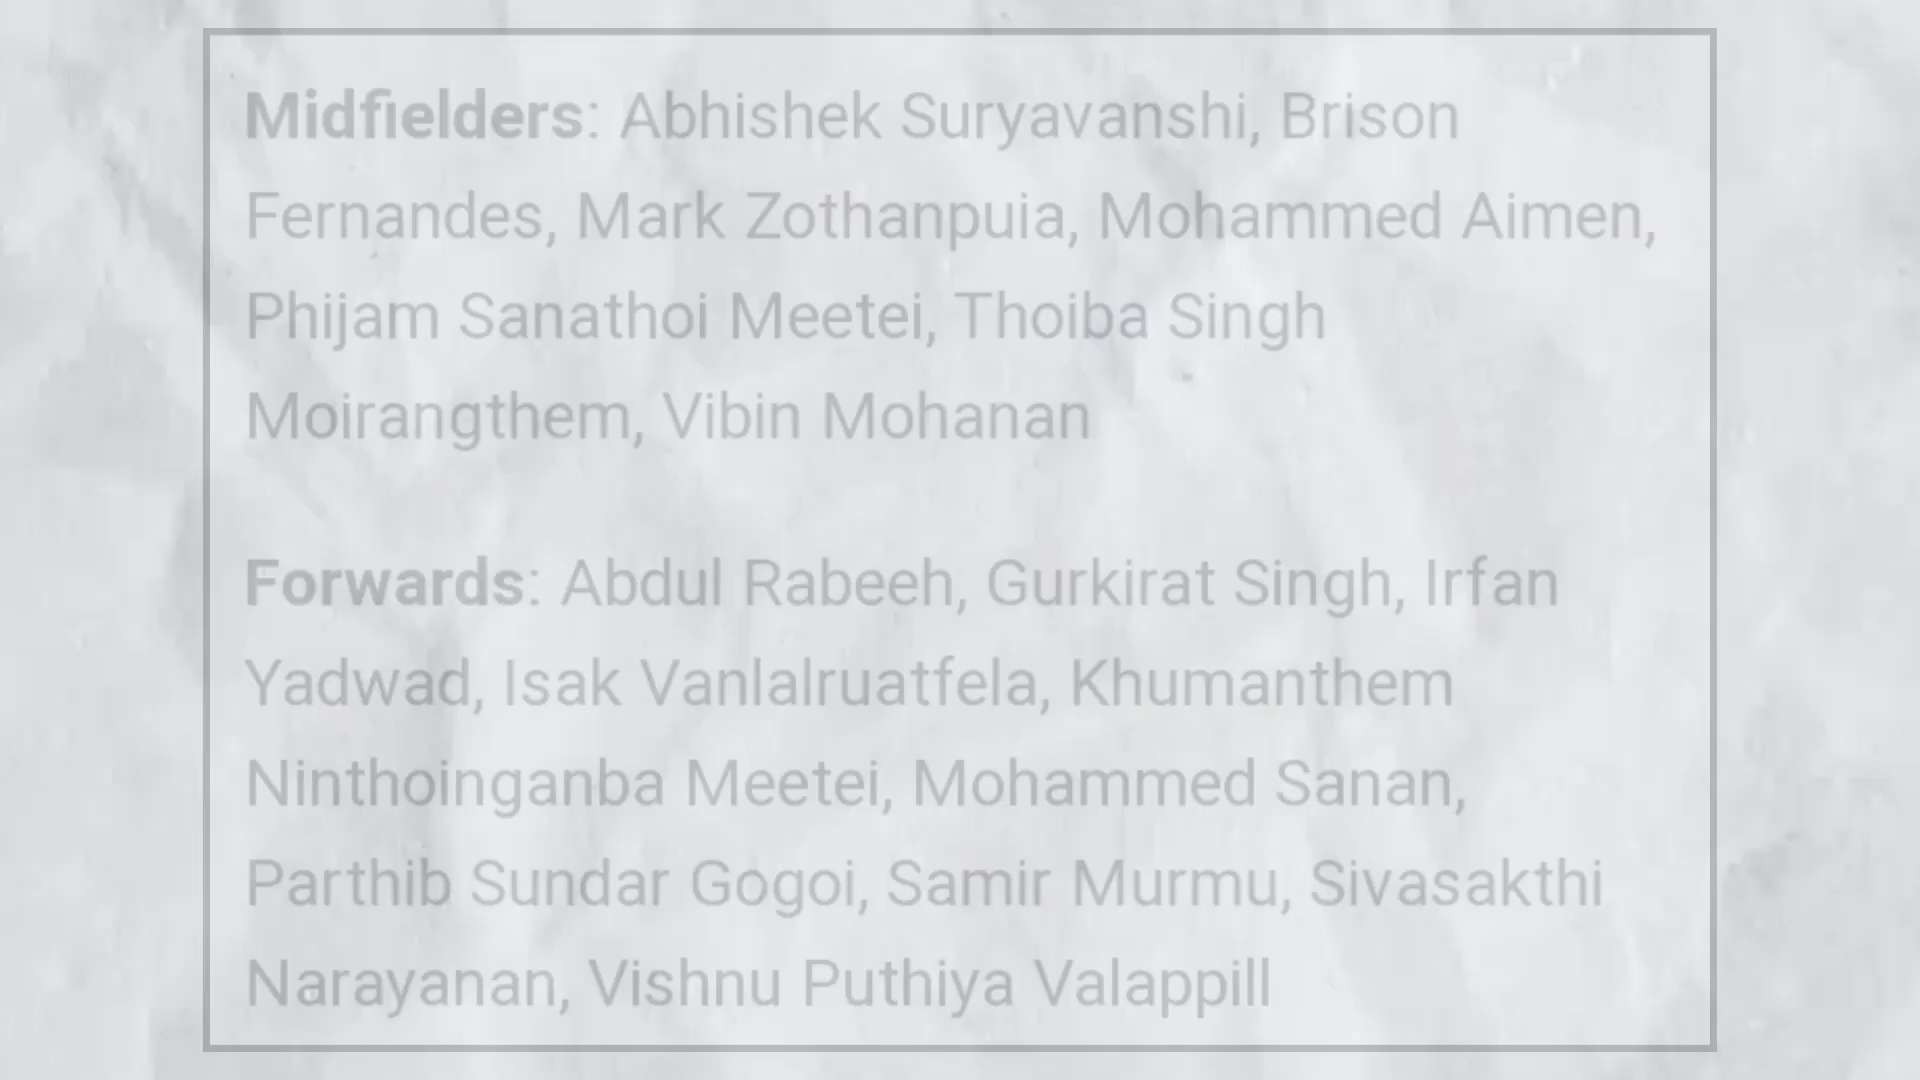 Midfielders: Abhishek Suryavanshi, Brison
Fernandes, Mark Zothanpuia, Mohammed Aimen,
Phijam Sanathoi Meetei, Thoiba Singh
Moirangthem, Vibin Mohanan
Forwards: Abdul Rabeeh, Gurkirat Singh, Irfan
Yadwad, Isak Vanlalruatfela, Khumanthem
Ninthoinganba Meetei, Mohammed Sanan,
Parthib Sundar Gogoi, Samir Murmu, Sivasakthi
Narayanan, Vishnu Puthiya Valappill